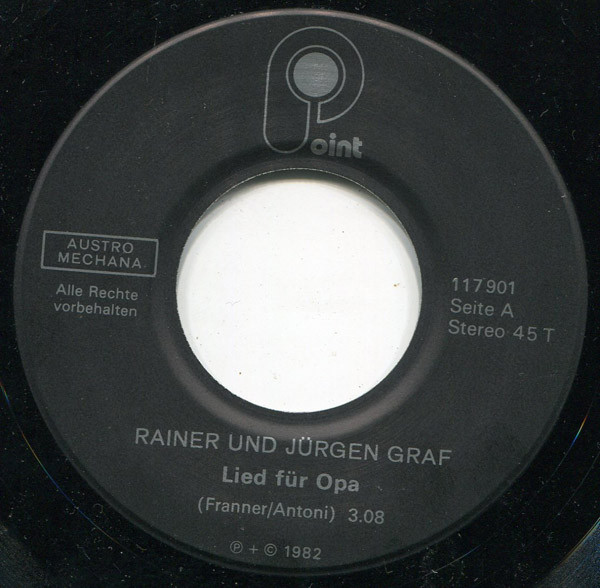 Point
AUSTRO
MECHANA
Alle Rechte
vorbehalten
117 901
Seite A
Stereo 45 T
RAINER UND JÜRGEN GRAF
Lied für Opa
(Franner/Antoni) 3.08
℗ + © 1982